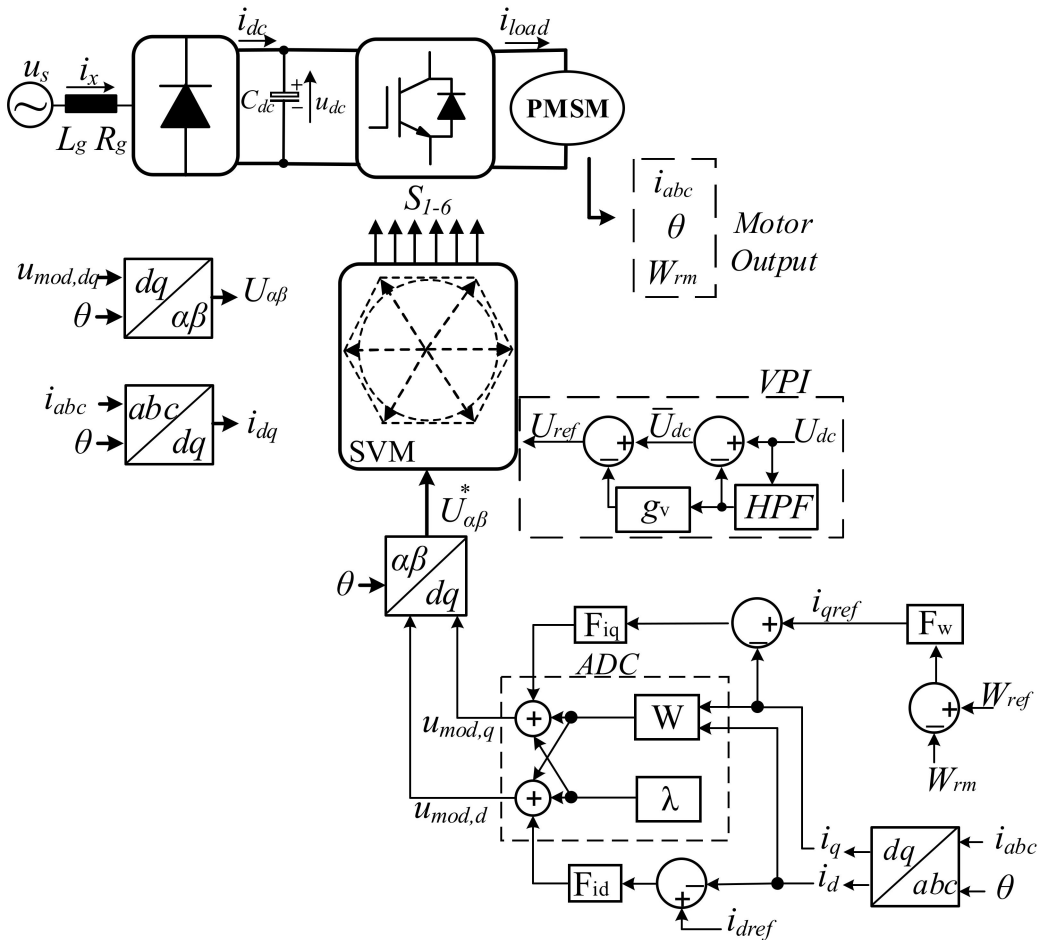 i_dc
i_load
u_s
i_x
C_dc
+
−
u_dc
PMSM
L_g R_g
i_abc
θ
W_rm
Motor
Output
S_1-6
u_mod,dq
θ
dq
αβ
U_αβ
i_abc
θ
abc
dq
i_dq
SVM
VPI
U_ref
+
−
U̅_dc
+
−
U_dc
g_v
HPF
U*_αβ
θ
αβ
dq
F_iq
+
−
i_qref
F_w
ADC
W
+
−
W_ref
W_rm
u_mod,q
+
u_mod,d
+
λ
i_q
i_d
dq
abc
i_abc
θ
F_id
−
+
i_dref